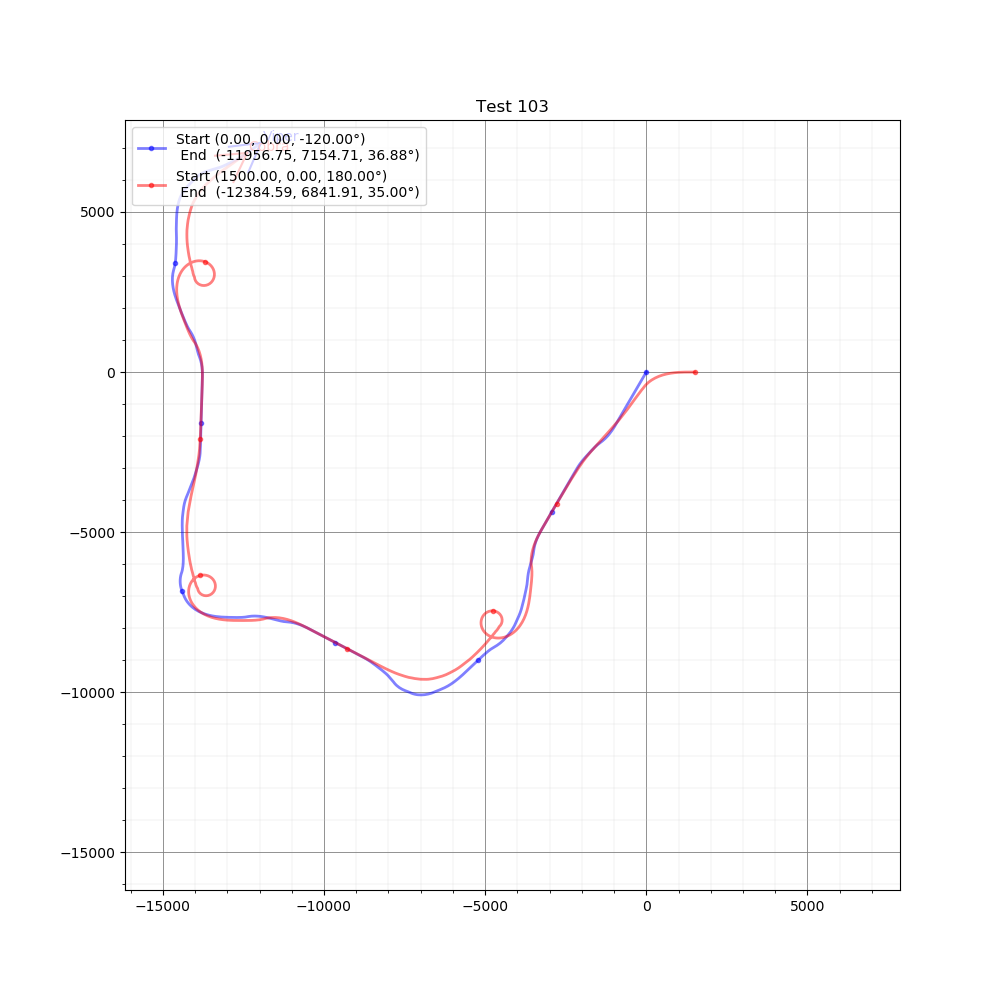 Test 103
Start (0.00, 0.00, -120.00°)
End (-11956.75, 7154.71, 36.88°)
Start (1500.00, 0.00, 180.00°)
End (-12384.59, 6841.91, 35.00°)
5000
0
−5000
−10000
−15000
−15000
−10000
−5000
0
5000